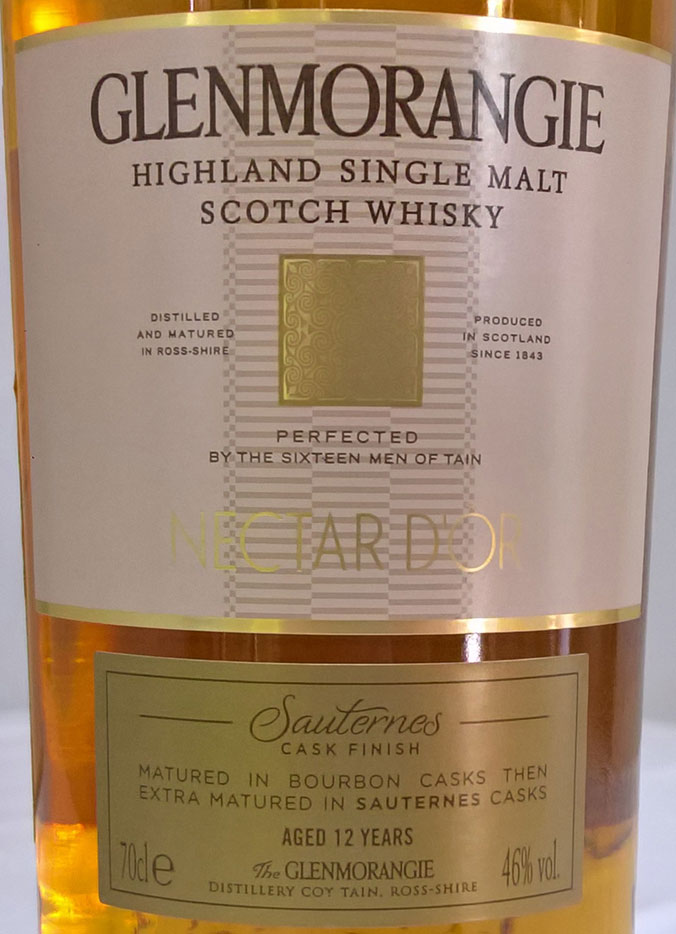 GLENMORANGIE
HIGHLAND SINGLE MALT
SCOTCH WHISKY
DISTILLED
AND MATURED
IN ROSS-SHIRE
PRODUCED
IN SCOTLAND
SINCE 1843
PERFECTED
BY THE SIXTEEN MEN OF TAIN
NECTAR D'OR
Sauternes
CASK FINISH
MATURED IN BOURBON CASKS THEN
EXTRA MATURED IN SAUTERNES CASKS
AGED 12 YEARS
70cl e
The GLENMORANGIE
DISTILLERY COY TAIN, ROSS-SHIRE
46% vol.